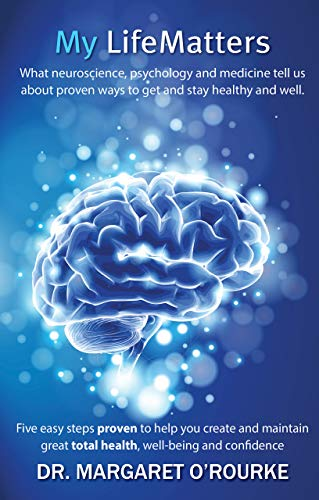 My LifeMatters
What neuroscience, psychology and medicine tell us
about proven ways to get and stay healthy and well.
Five easy steps proven to help you create and maintain
great total health, well-being and confidence
DR. MARGARET O'ROURKE